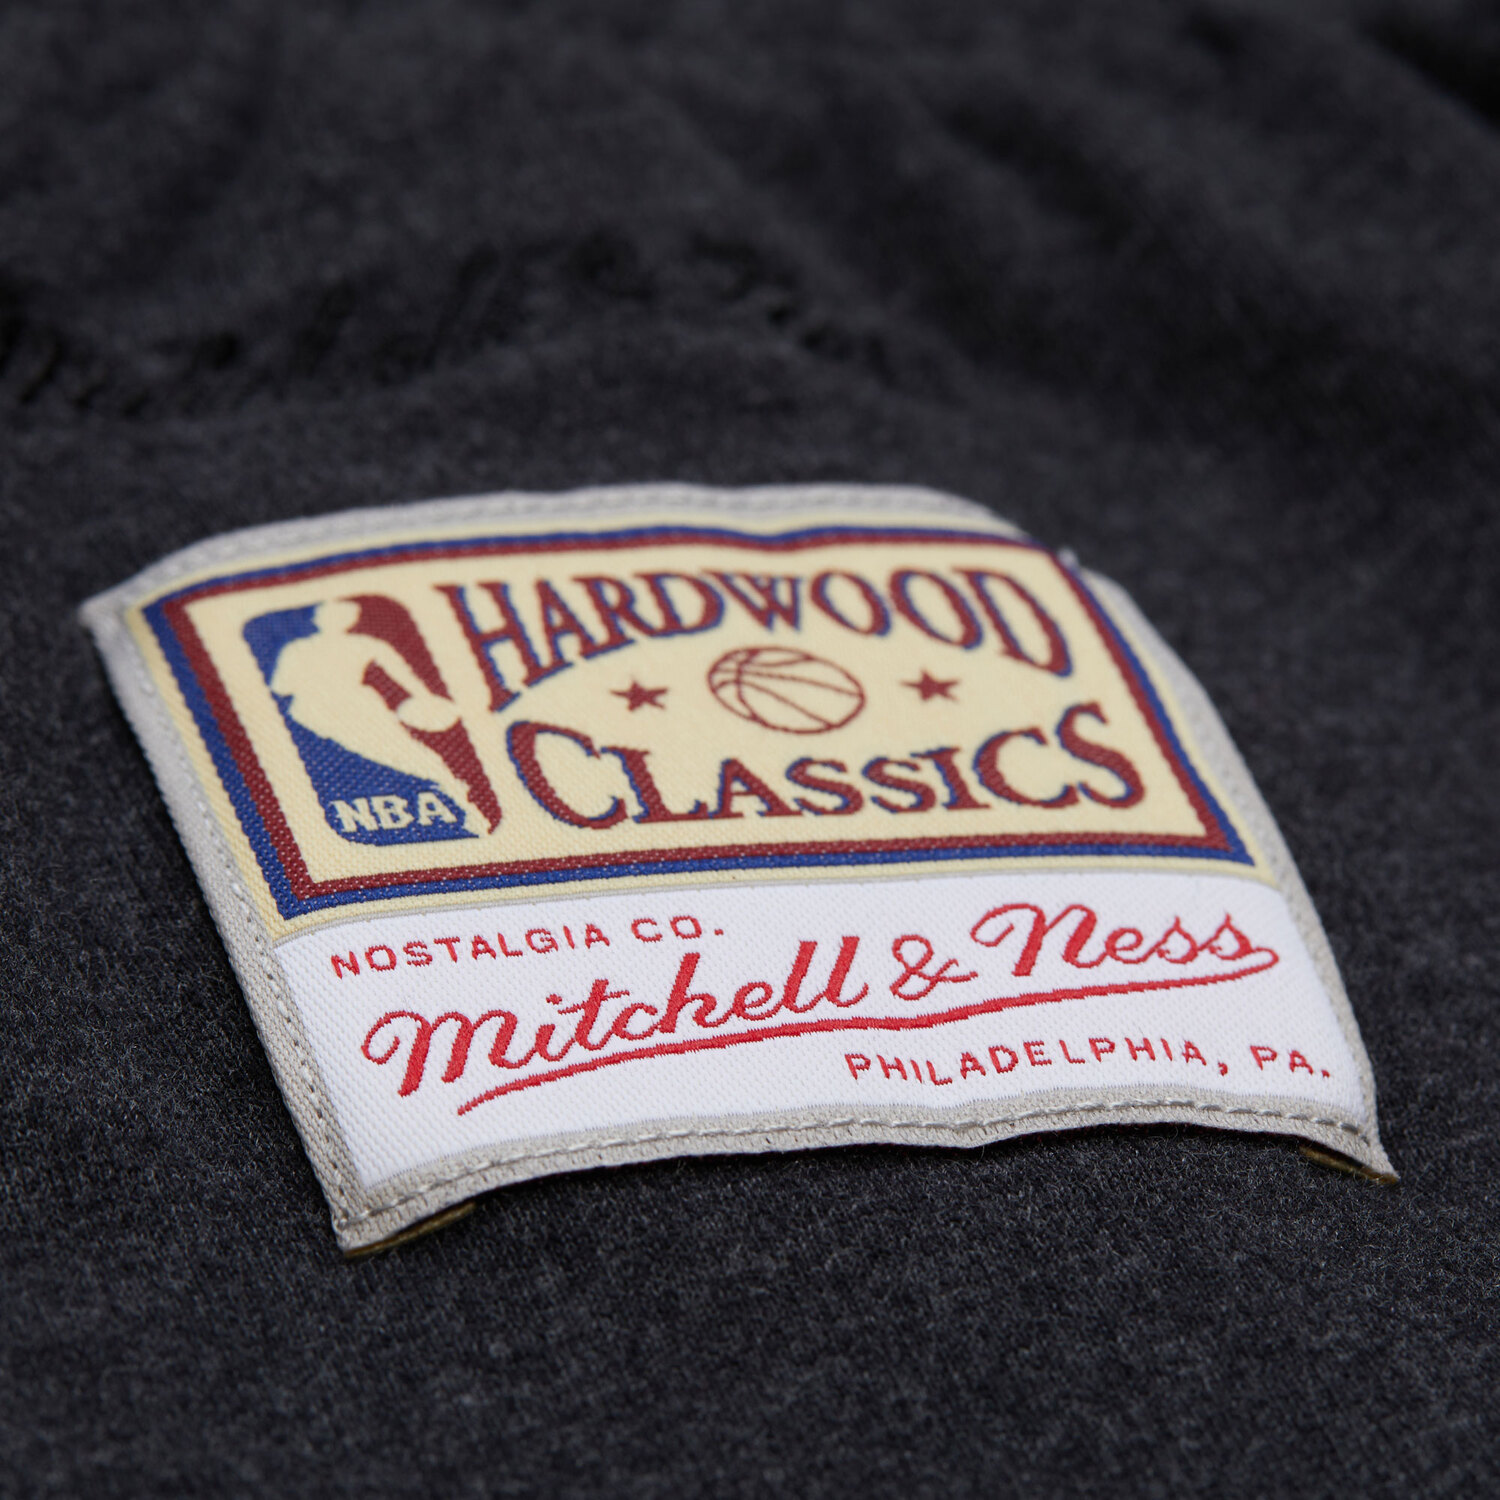 HARDWOOD
CLASSICS
NBA
NOSTALGIA CO.
Mitchell & Ness
PHILADELPHIA, PA.